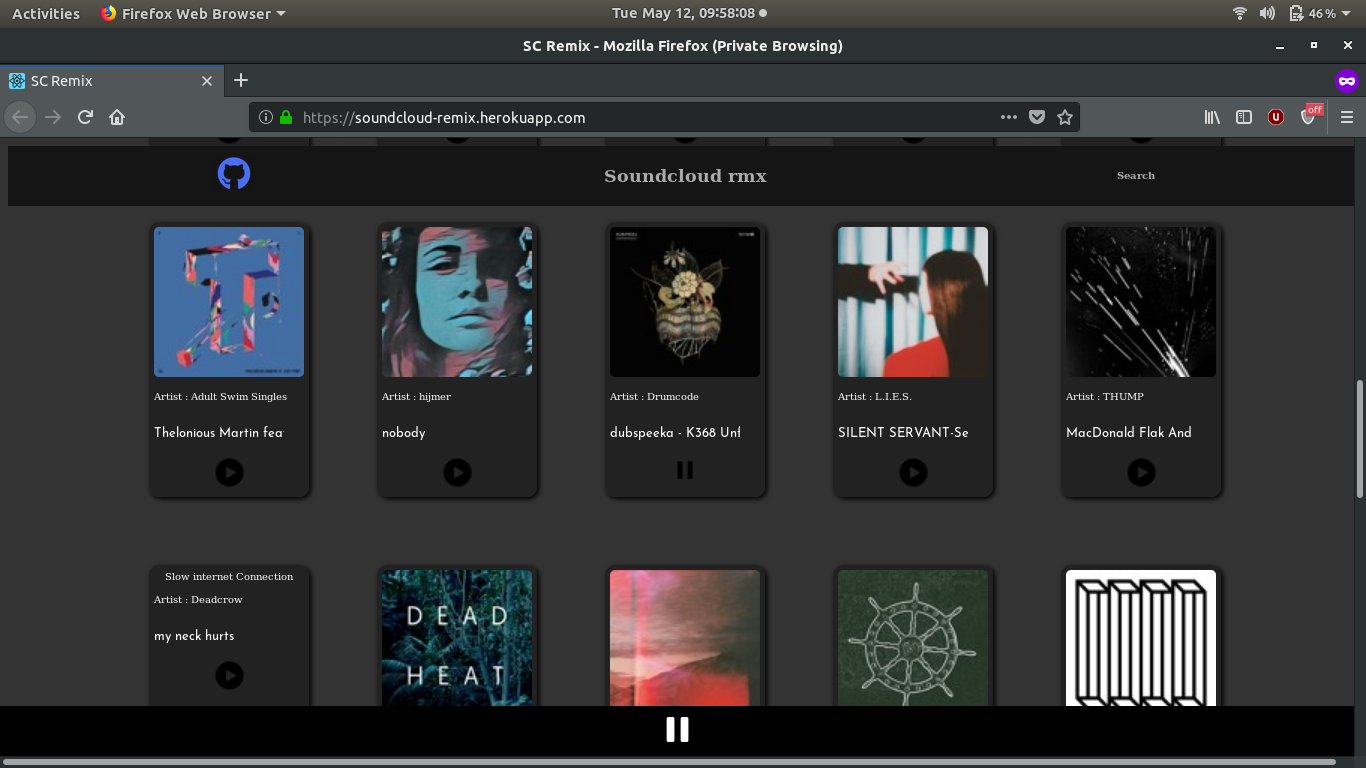 Activities Firefox Web Browser Tue May 12, 09:58:08 46%
SC Remix - Mozilla Firefox (Private Browsing)
SC Remix
https://soundcloud-remix.herokuapp.com off
Soundcloud rmx Search
Artist : Adult Swim Singles
Thelonious Martin fea
Artist : hijmer
nobody
Artist : Drumcode
dubspeeka - K368 Unf
Artist : L.I.E.S.
SILENT SERVANT-Se
Artist : THUMP
MacDonald Flak And
Slow internet Connection
Artist : Deadcrow
my neck hurts
DEAD
HEAT